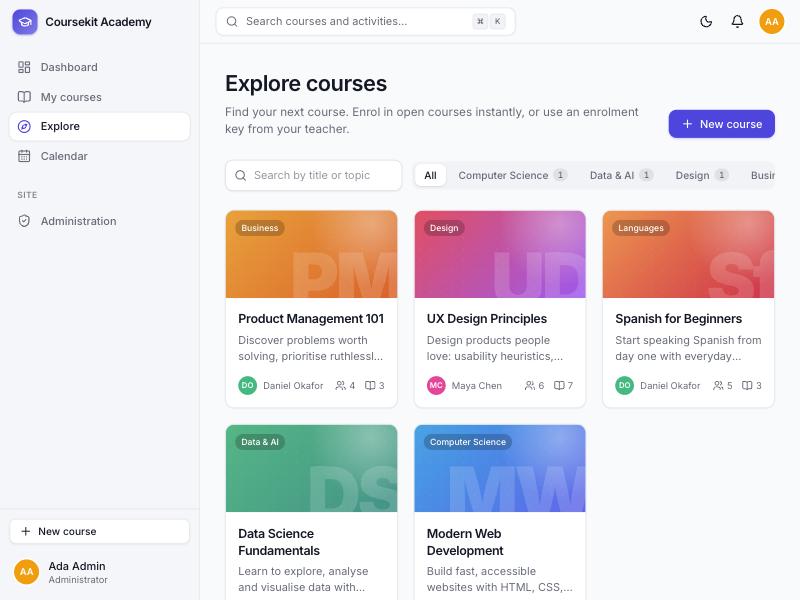 Coursekit Academy
Search courses and activities...
⌘ K
AA
Dashboard
My courses
Explore
Calendar
SITE
Administration
New course
AA
Ada Admin
Administrator
Explore courses
Find your next course. Enrol in open courses instantly, or use an enrolment
key from your teacher.
New course
Search by title or topic
All
Computer Science 1
Data & AI 1
Design 1
Busin
Business
PM
Product Management 101
Discover problems worth
solving, prioritise ruthlessl...
DO Daniel Okafor 4 3
Design
UD
UX Design Principles
Design products people
love: usability heuristics,...
MC Maya Chen 6 7
Languages
Sf
Spanish for Beginners
Start speaking Spanish from
day one with everyday...
DO Daniel Okafor 5 3
Data & AI
DS
Data Science
Fundamentals
Learn to explore, analyse
and visualise data with...
Computer Science
MW
Modern Web
Development
Build fast, accessible
websites with HTML, CSS,...